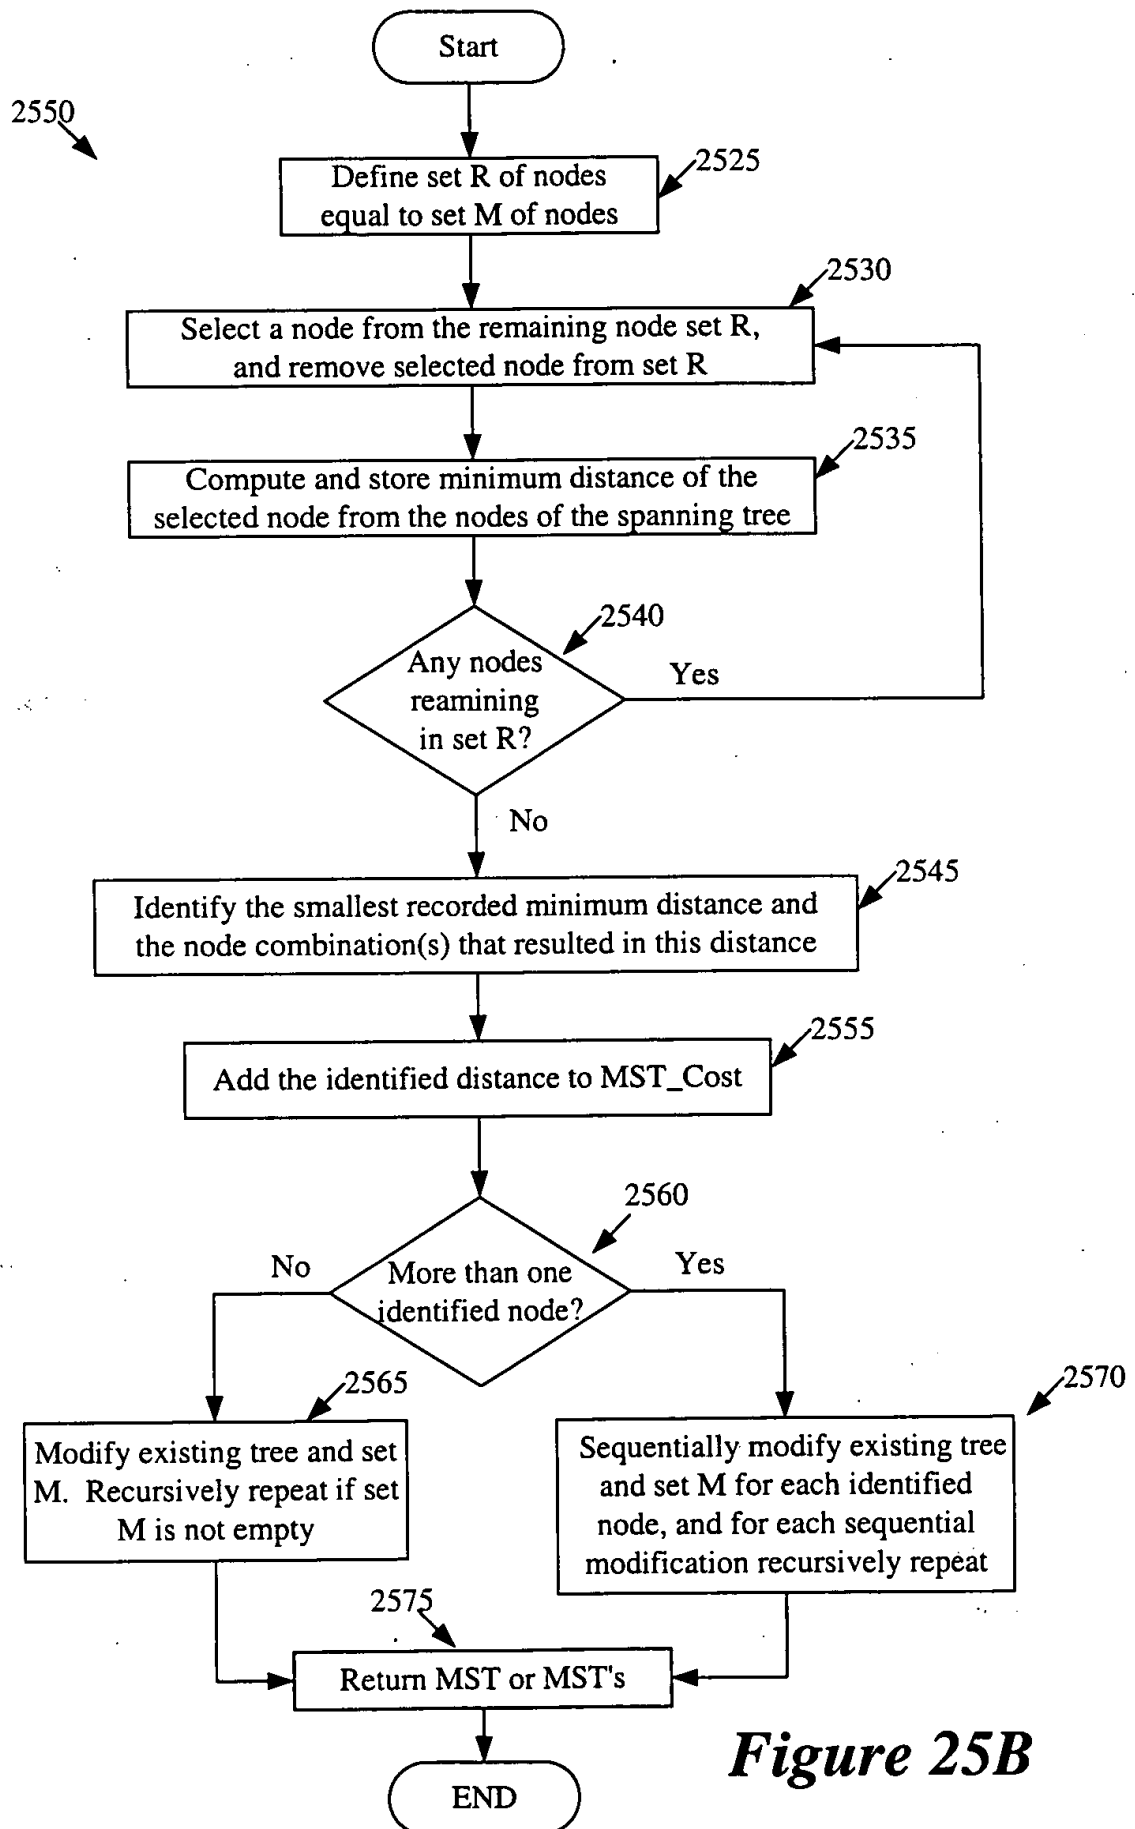 Start
2550
2525
Define set R of nodes
equal to set M of nodes
2530
Select a node from the remaining node set R,
and remove selected node from set R
2535
Compute and store minimum distance of the
selected node from the nodes of the spanning tree
2540
Any nodes
reamining
in set R?
Yes
No
2545
Identify the smallest recorded minimum distance and
the node combination(s) that resulted in this distance
2555
Add the identified distance to MST_Cost
2560
More than one
identified node?
No
Yes
2565
Modify existing tree and set
M. Recursively repeat if set
M is not empty
2570
Sequentially modify existing tree
and set M for each identified
node, and for each sequential
modification recursively repeat
2575
Return MST or MST's
END
Figure 25B